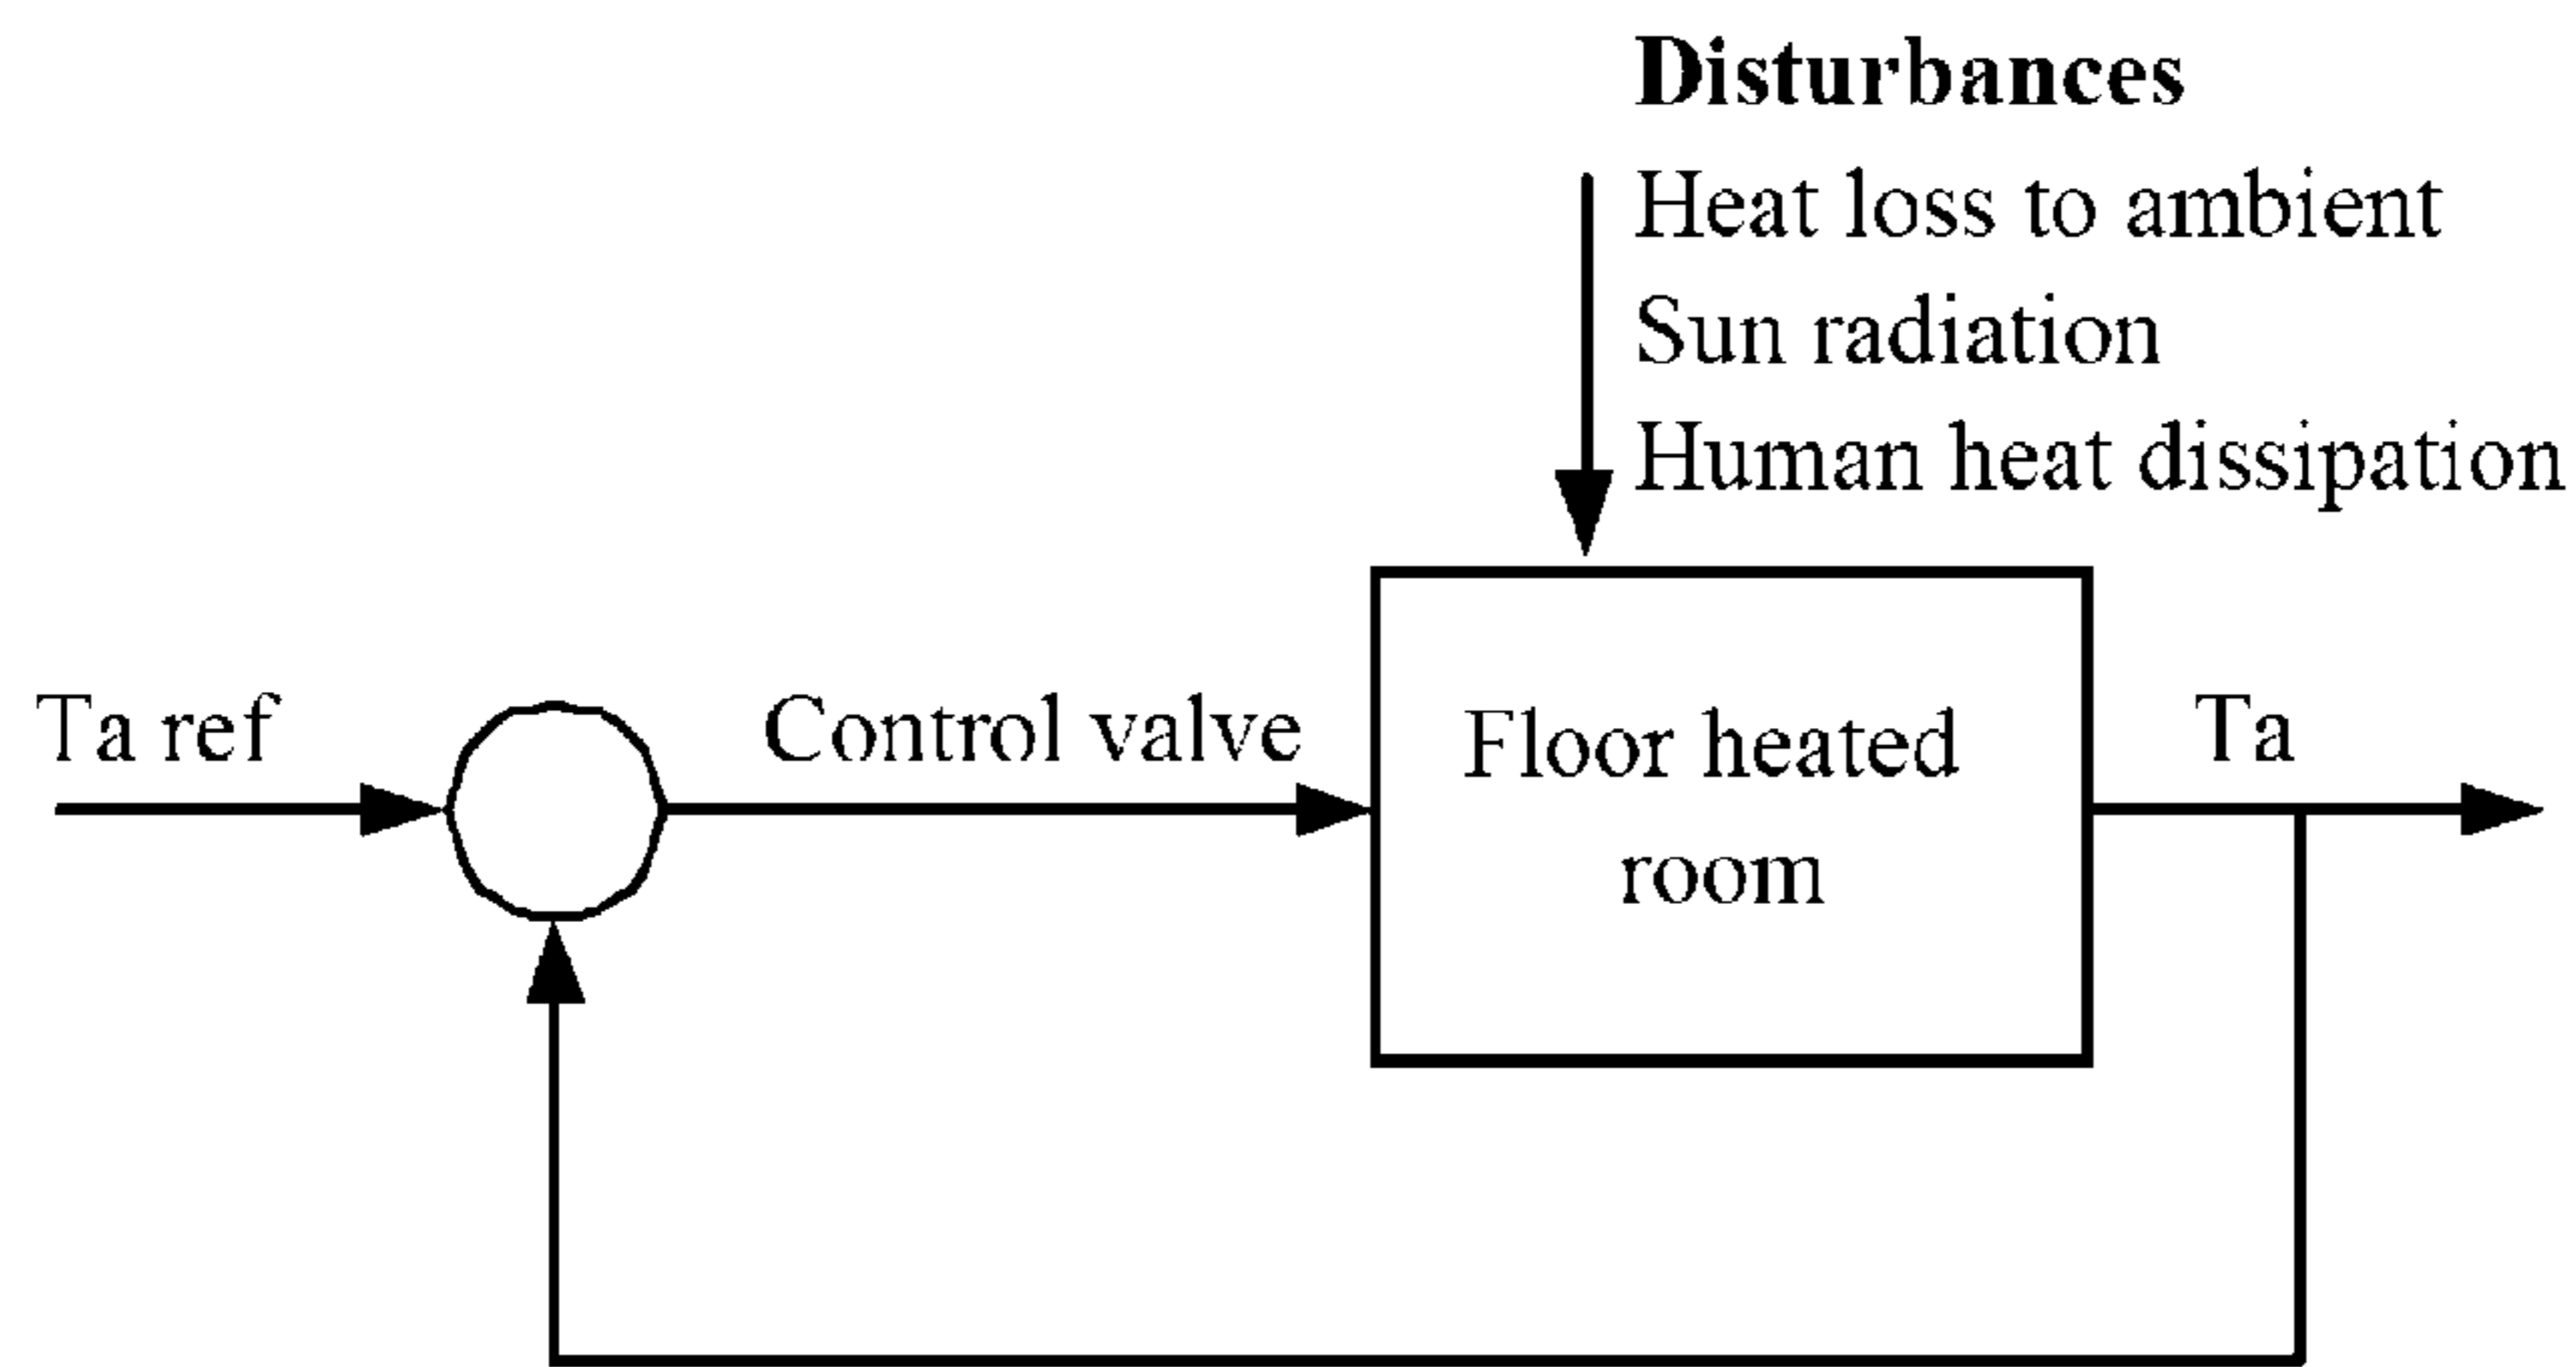 Disturbances
Heat loss to ambient
Sun radiation
Human heat dissipation
Ta ref
Control valve
Floor heated
room
Ta